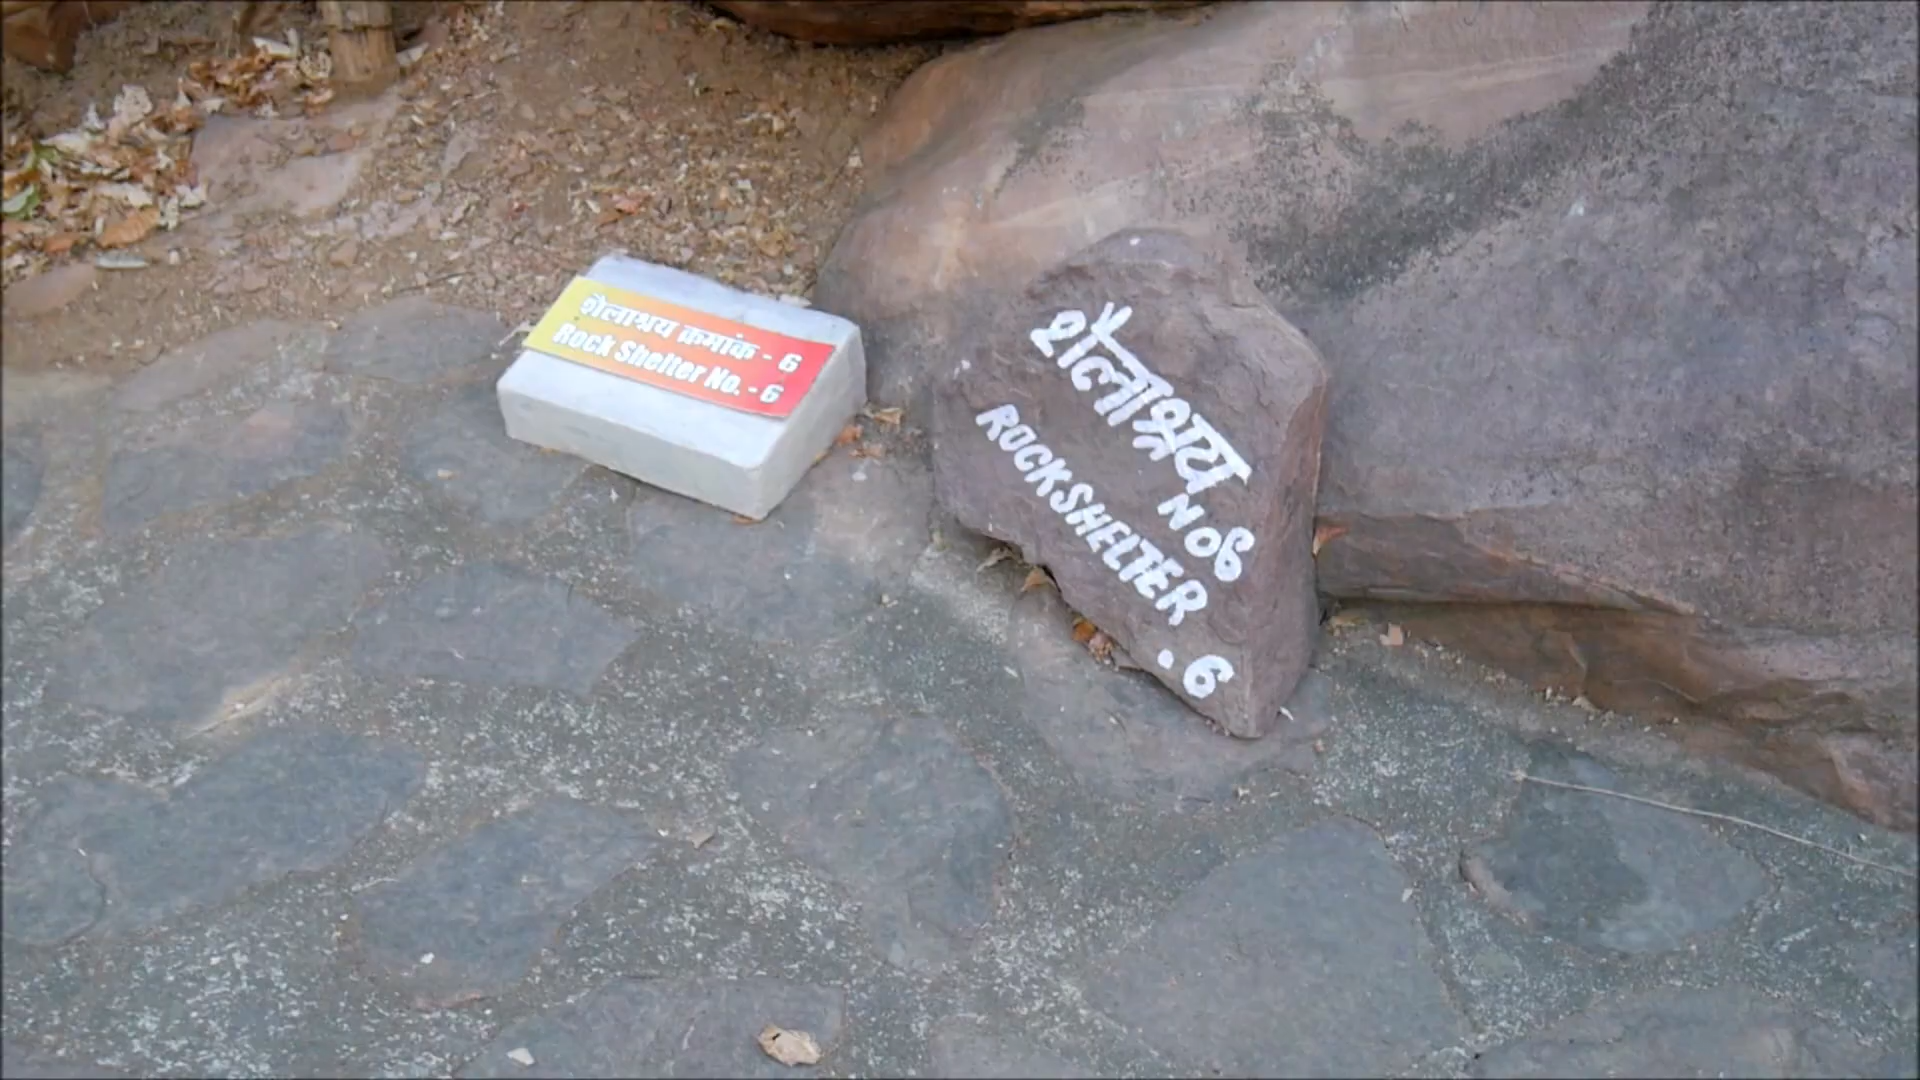 शैलाश्रय क्रमांक - 6
Rock Shelter No. - 6
शैलाश्रय
No6
ROCKSHELTER
.6